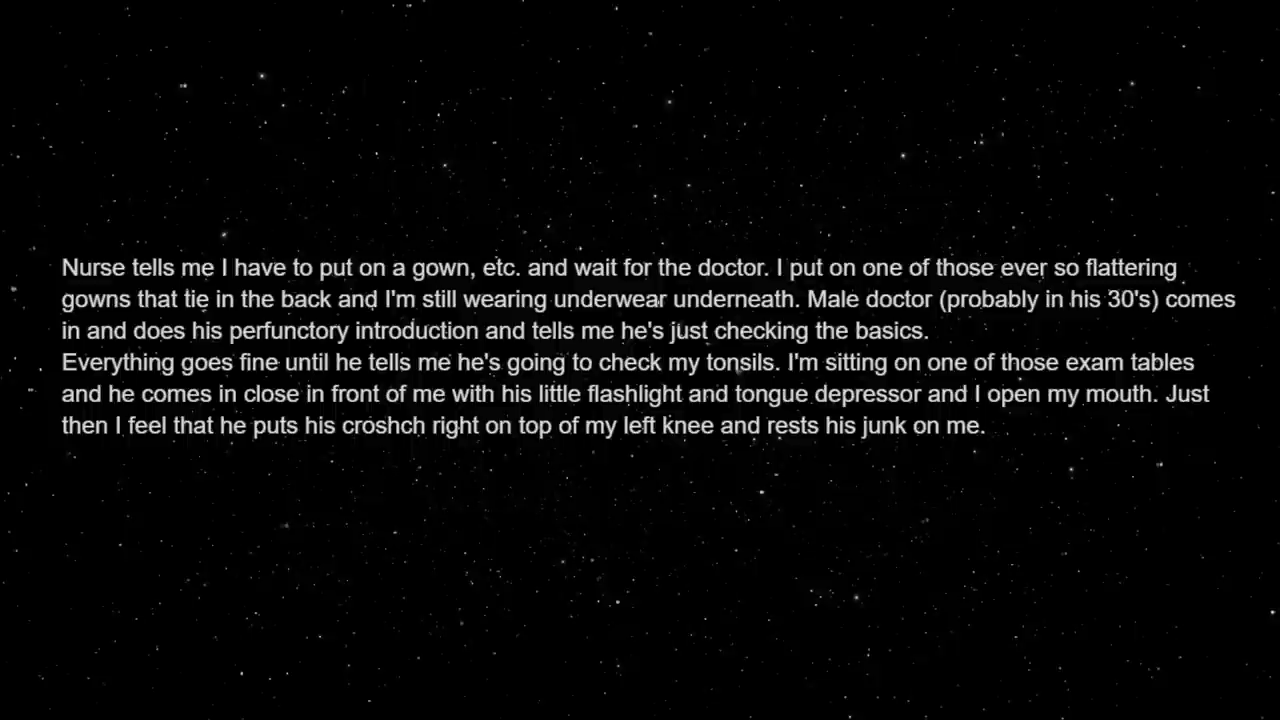 Nurse tells me I have to put on a gown, etc. and wait for the doctor. I put on one of those ever so flattering
gowns that tie in the back and I'm still wearing underwear underneath. Male doctor (probably in his 30's) comes
in and does his perfunctory introduction and tells me he's just checking the basics.
Everything goes fine until he tells me he's going to check my tonsils. I'm sitting on one of those exam tables
and he comes in close in front of me with his little flashlight and tongue depressor and I open my mouth. Just
then I feel that he puts his croshch right on top of my left knee and rests his junk on me.